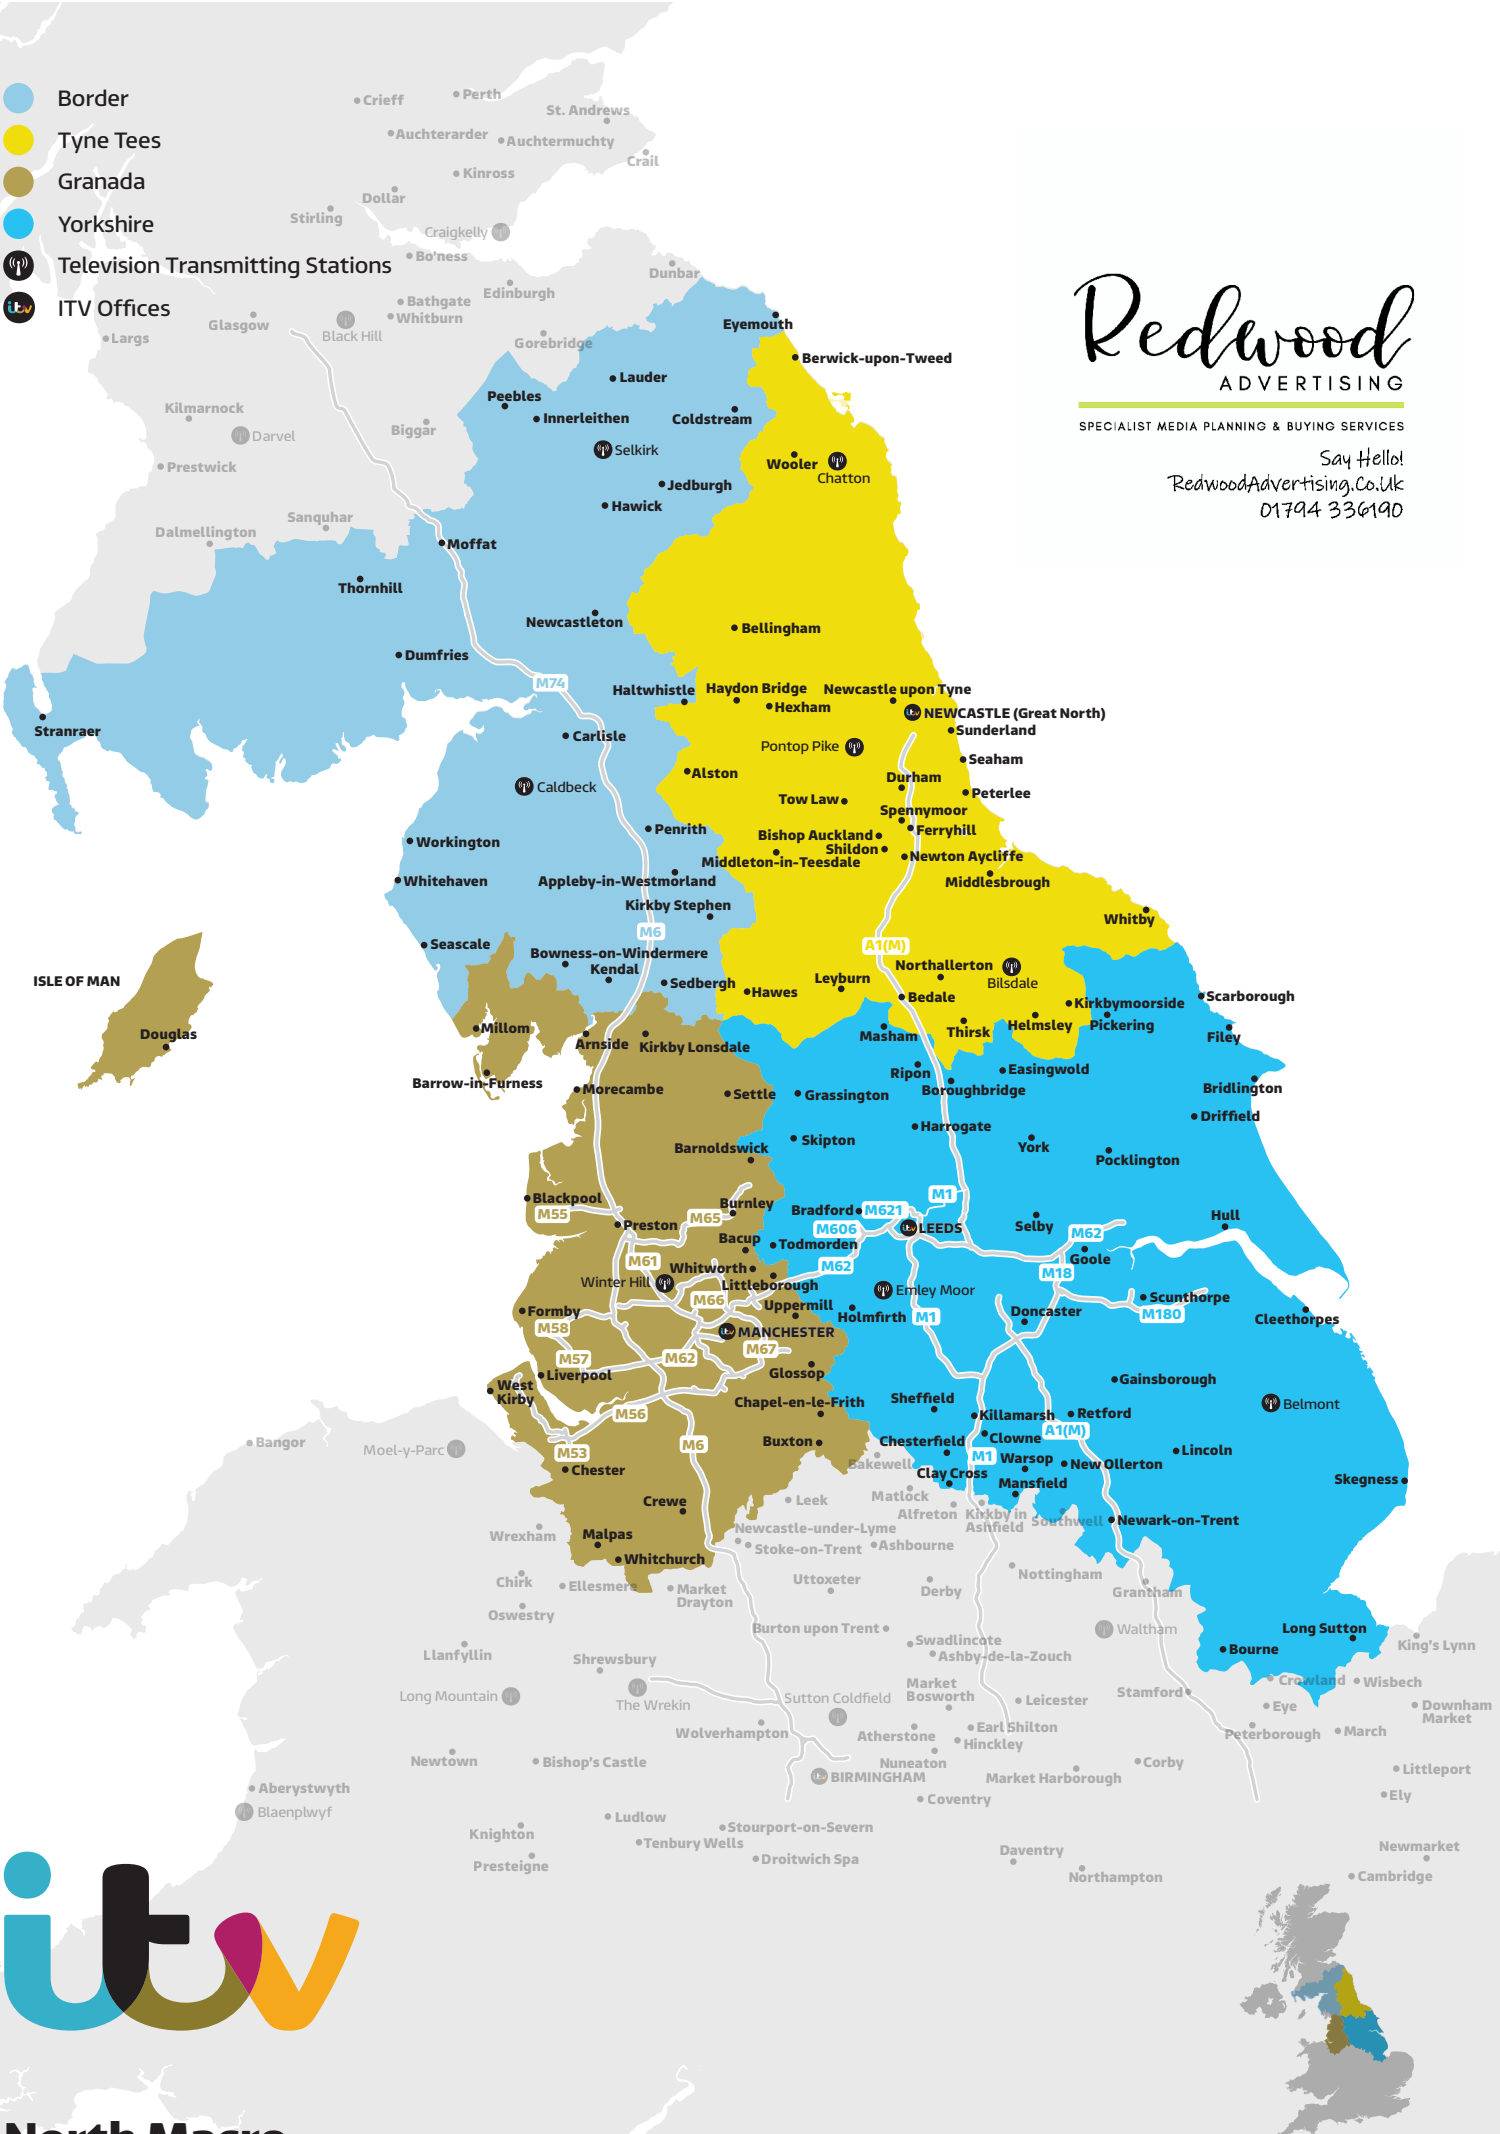 Border
Tyne Tees
Granada
Yorkshire
Television Transmitting Stations
itv ITV Offices
Crieff
Perth
St. Andrews
Auchterarder
Auchtermuchty
Crail
Kinross
Dollar
Stirling
Craigkelly
Bo'ness
Dunbar
Edinburgh
Bathgate
Whitburn
Glasgow
Black Hill
Largs
Gorebridge
Kilmarnock
Darvel
Biggar
Prestwick
Sanquhar
Dalmellington
Redwood
ADVERTISING
SPECIALIST MEDIA PLANNING & BUYING SERVICES
Say Hello!
RedwoodAdvertising.Co.Uk
01794 336190
Eyemouth
Berwick-upon-Tweed
Lauder
Peebles
Innerleithen
Coldstream
Selkirk
Wooler
Chatton
Jedburgh
Hawick
Moffat
Thornhill
Newcastleton
Bellingham
Dumfries
M74
Haltwhistle
Haydon Bridge
Newcastle upon Tyne
Hexham
itv NEWCASTLE (Great North)
Stranraer
Sunderland
Carlisle
Pontop Pike
Seaham
Alston
Durham
Caldbeck
Tow Law
Peterlee
Spennymoor
Penrith
Bishop Auckland
Ferryhill
Workington
Shildon
Middleton-in-Teesdale
Newton Aycliffe
Whitehaven
Appleby-in-Westmorland
Middlesbrough
Kirkby Stephen
Whitby
M6
A1(M)
Seascale
Bowness-on-Windermere
Kendal
Northallerton
Bilsdale
ISLE OF MAN
Sedbergh
Hawes
Leyburn
Bedale
Kirkbymoorside
Scarborough
Millom
Douglas
Arnside
Kirkby Lonsdale
Masham
Thirsk
Helmsley
Pickering
Filey
Barrow-in-Furness
Morecambe
Settle
Grassington
Ripon
Boroughbridge
Easingwold
Bridlington
Driffield
Harrogate
Skipton
York
Barnoldswick
Pocklington
Blackpool
M55
Burnley
M1
Bradford
M621
Preston
M65
M606
itv LEEDS
Selby
Hull
Bacup
Todmorden
M62
Goole
M61
Whitworth
M62
M18
Winter Hill
Littleborough
Emley Moor
Scunthorpe
M66
Uppermill
Formby
Holmfirth
M1
Doncaster
M180
Cleethorpes
M58
itv MANCHESTER
M57
M62
M67
Liverpool
Glossop
West
Kirby
Chapel-en-le-Frith
Sheffield
Gainsborough
Belmont
M56
Killamarsh
Retford
M6
Buxton
Chesterfield
Clowne
A1(M)
M53
M1
Warsop
Lincoln
Chester
Clay Cross
New Ollerton
Mansfield
Skegness
Crewe
Newark-on-Trent
Malpas
Whitchurch
Long Sutton
Bourne
Bangor
Moel-y-Parc
Bakewell
Leek
Matlock
Alfreton
Kirkby in
Ashfield
Southwell
Wrexham
Newcastle-under-Lyme
Stoke-on-Trent
Ashbourne
Chirk
Ellesmere
Market
Drayton
Uttoxeter
Derby
Nottingham
Grantham
Oswestry
Burton upon Trent
Waltham
Llanfyllin
Swadlincote
Ashby-de-la-Zouch
King's Lynn
Shrewsbury
Long Mountain
The Wrekin
Sutton Coldfield
Market
Bosworth
Leicester
Stamford
Crowland
Wisbech
Eye
Downham
Market
Wolverhampton
Atherstone
Earl Shilton
Hinckley
Peterborough
March
Newtown
Bishop's Castle
Nuneaton
Corby
itv BIRMINGHAM
Market Harborough
Littleport
Aberystwyth
Coventry
Ely
Blaenplwyf
Ludlow
Knighton
Stourport-on-Severn
Tenbury Wells
Presteigne
Droitwich Spa
Daventry
Northampton
Newmarket
Cambridge
itv
North Macro